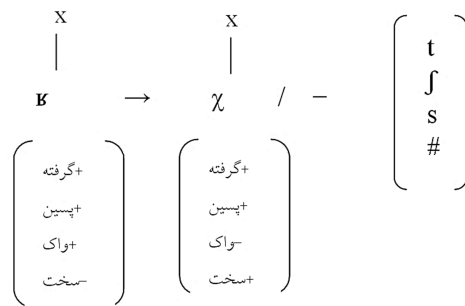 X X
ʁ → χ / –
t
ʃ
s
#
+گرفته
+پسین
+واک
–سخت
+گرفته
+پسین
–واک
+سخت